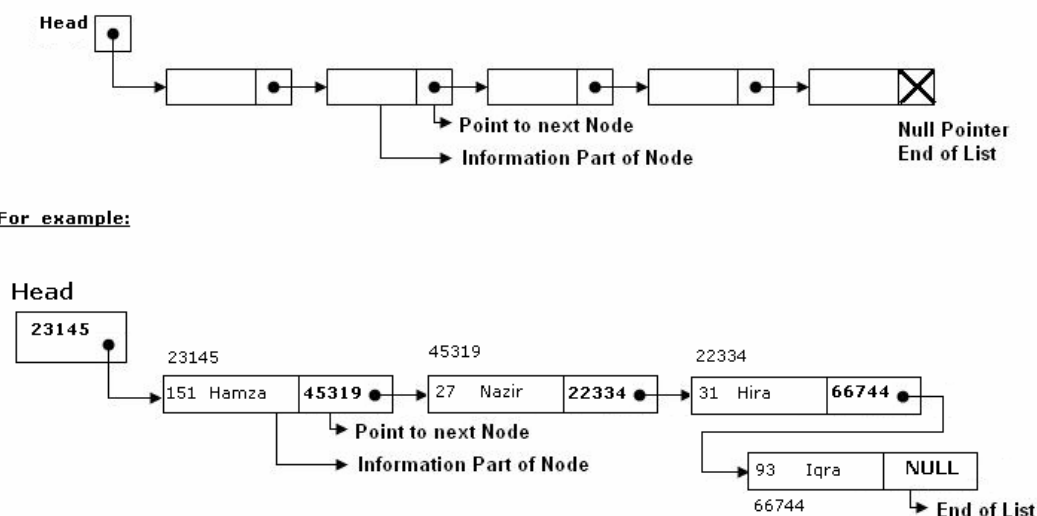 Head
Point to next Node
Information Part of Node
Null Pointer
End of List
For example:
Head
23145
23145
151 Hamza 45319
45319
27 Nazir 22334
22334
31 Hira 66744
Point to next Node
Information Part of Node
93 Iqra NULL
66744
End of List